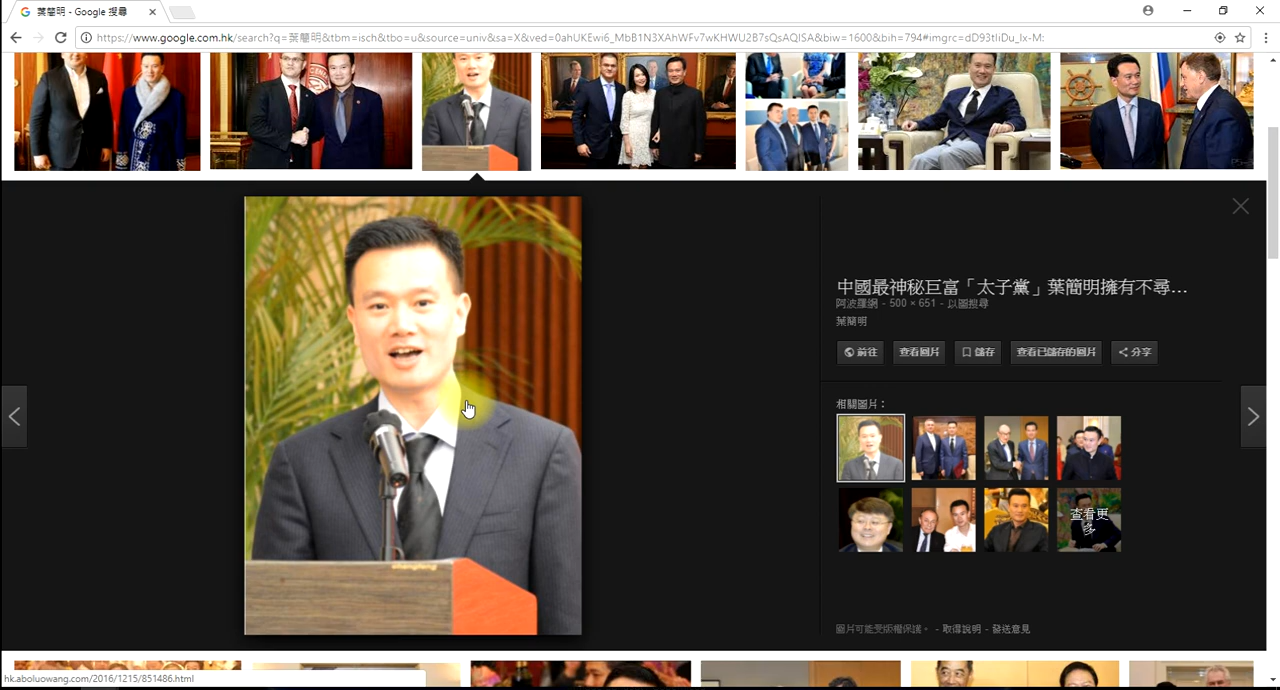 葉簡明 - Google 搜尋
https://www.google.com.hk/search?q=葉簡明&tbm=isch&tbo=u&source=univ&sa=X&ved=0ahUKEwi6_MbB1N3XAhWFv7wKHWU2B7sQsAQISA&biw=1600&bih=794#imgrc=dD93tIiDu_Ix-M:
中國最神秘巨富「太子黨」葉簡明擁有不尋...
阿波羅網 - 500 × 651 - 以圖搜尋
葉簡明
前往 查看圖片 儲存 查看已儲存的圖片 分享
相關圖片：
查看更
多
圖片可能受版權保護。 - 取得說明 - 發送意見
hk.aboluowang.com/2016/1215/851486.html